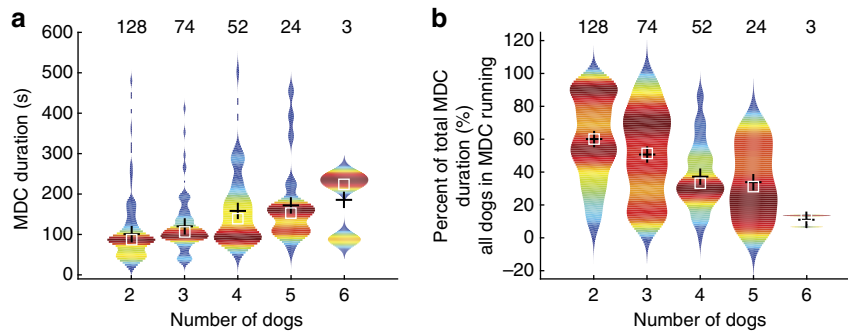 a
128 74 52 24 3
MDC duration (s)
600
500
400
300
200
100
0
2 3 4 5 6
Number of dogs
b
128 74 52 24 3
Percent of total MDC
duration (%)
all dogs in MDC running
120
100
80
60
40
20
0
–20
2 3 4 5 6
Number of dogs